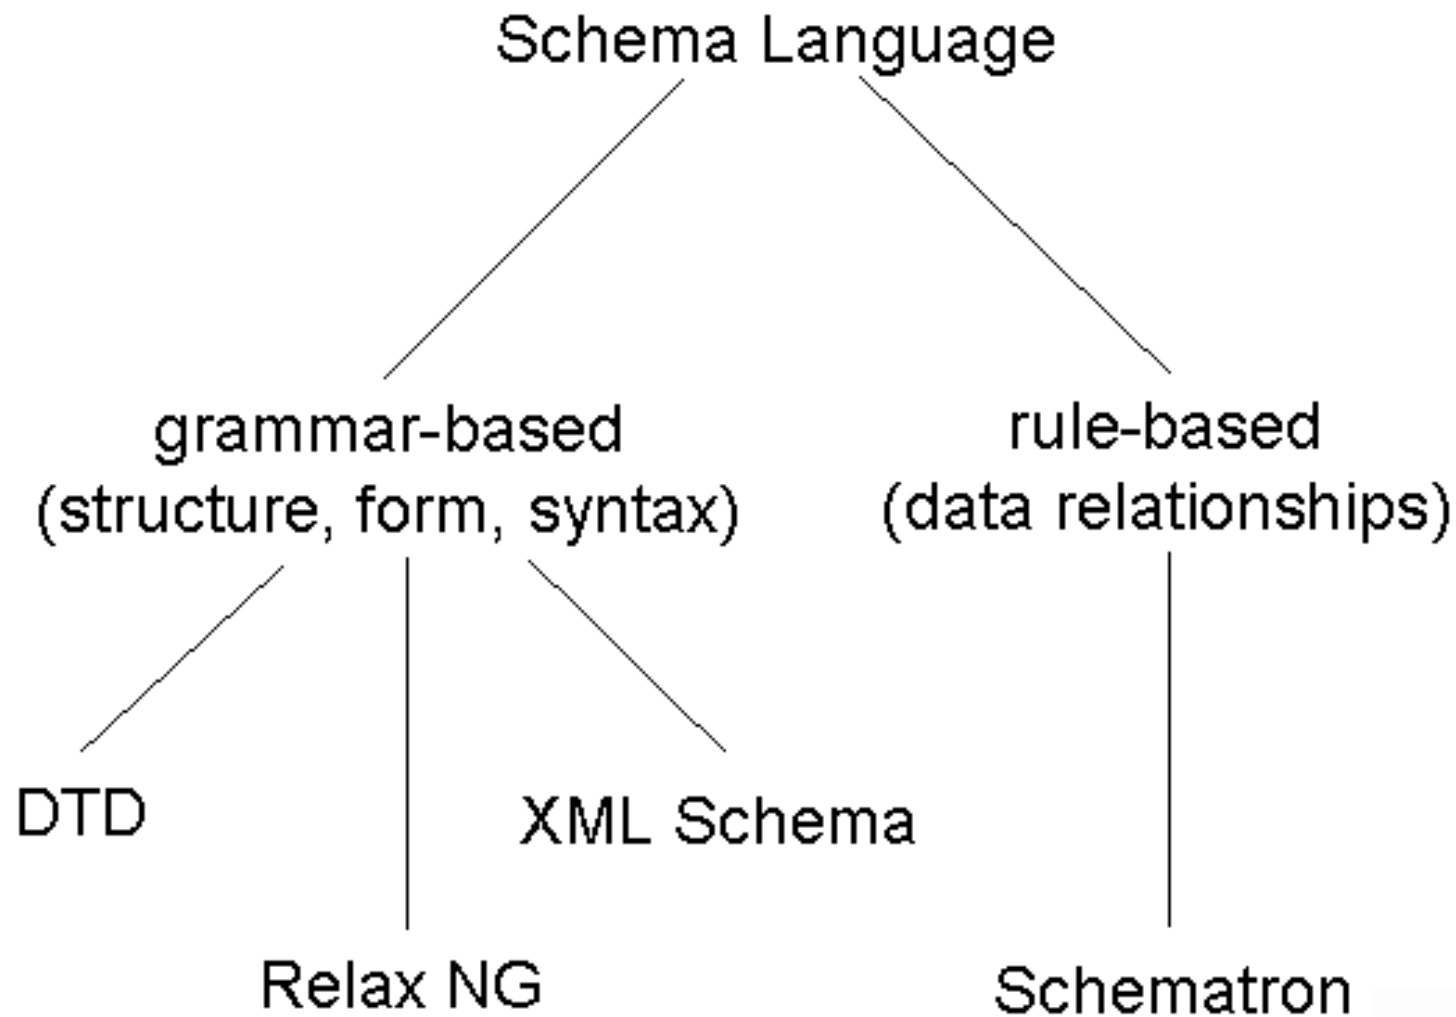 Schema Language
grammar-based
(structure, form, syntax)
rule-based
(data relationships)
DTD
XML Schema
Relax NG
Schematron